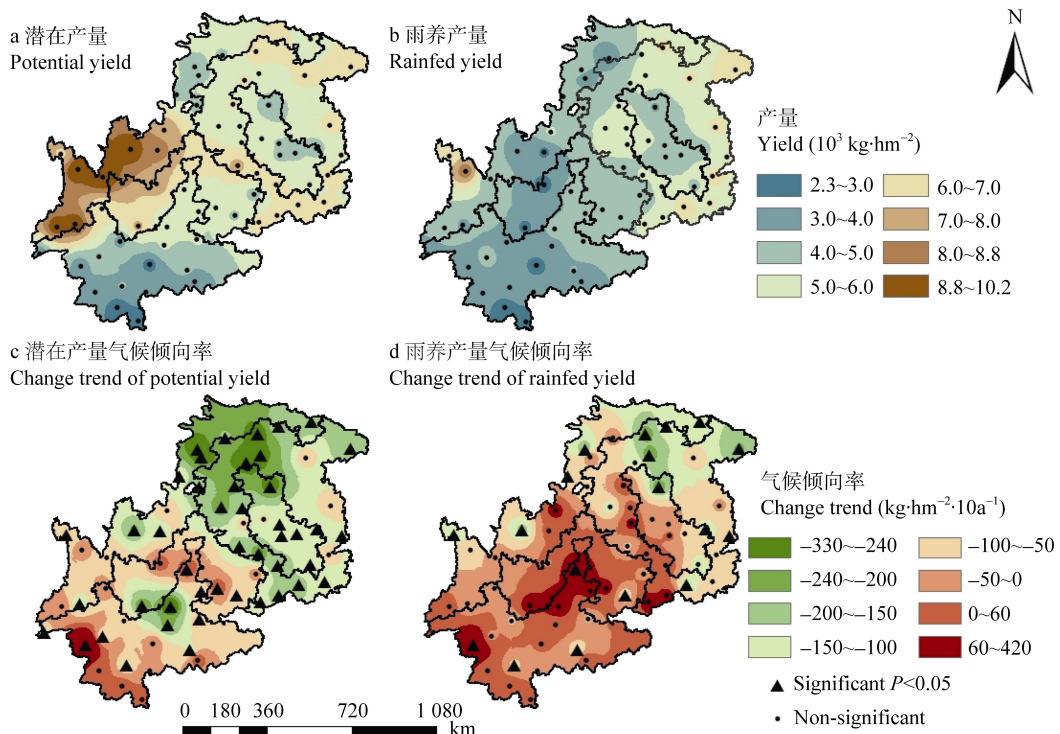 a 潜在产量
Potential yield
b 雨养产量
Rainfed yield
N
产量
Yield (10³ kg·hm⁻²)
2.3~3.0
6.0~7.0
3.0~4.0
7.0~8.0
4.0~5.0
8.0~8.8
5.0~6.0
8.8~10.2
c 潜在产量气候倾向率
Change trend of potential yield
d 雨养产量气候倾向率
Change trend of rainfed yield
气候倾向率
Change trend (kg·hm⁻²·10a⁻¹)
–330~–240
–100~–50
–240~–200
–50~0
–200~–150
0~60
–150~–100
60~420
Significant P<0.05
Non-significant
0 180 360 720 1 080
km